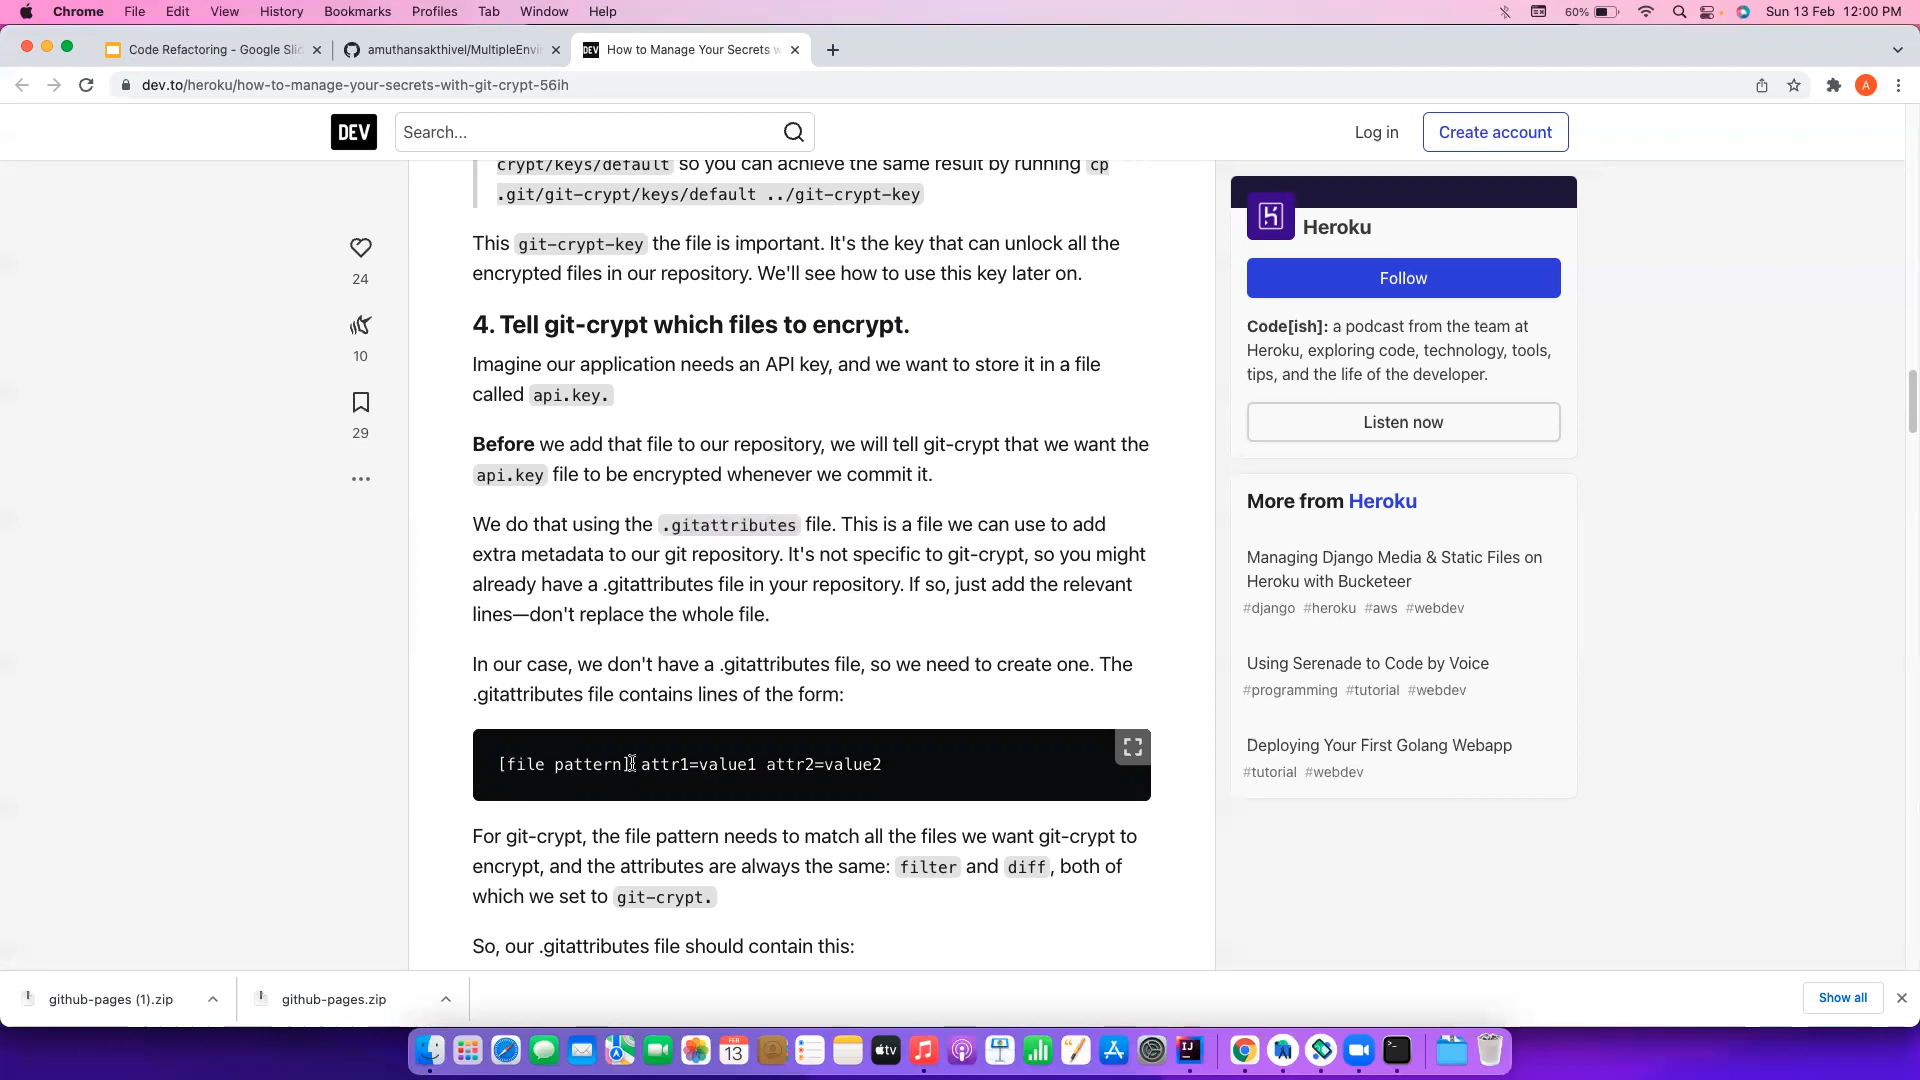 Chrome File Edit View History Bookmarks Profiles Tab Window Help 60% Sun 13 Feb 12:00 PM
Code Refactoring - Google Slid amuthansakthivel/MultipleEnvi DEV How to Manage Your Secrets w
dev.to/heroku/how-to-manage-your-secrets-with-git-crypt-56ih A
DEV Search... Log in Create account
crypt/keys/default so you can achieve the same result by running cp
.git/git-crypt/keys/default ../git-crypt-key
This git-crypt-key the file is important. It's the key that can unlock all the
encrypted files in our repository. We'll see how to use this key later on.
4. Tell git-crypt which files to encrypt.
Imagine our application needs an API key, and we want to store it in a file
called api.key.
Before we add that file to our repository, we will tell git-crypt that we want the
api.key file to be encrypted whenever we commit it.
We do that using the .gitattributes file. This is a file we can use to add
extra metadata to our git repository. It's not specific to git-crypt, so you might
already have a .gitattributes file in your repository. If so, just add the relevant
lines—don't replace the whole file.
In our case, we don't have a .gitattributes file, so we need to create one. The
.gitattributes file contains lines of the form:
[file pattern] attr1=value1 attr2=value2
For git-crypt, the file pattern needs to match all the files we want git-crypt to
encrypt, and the attributes are always the same: filter and diff, both of
which we set to git-crypt.
So, our .gitattributes file should contain this:
24
10
29
Heroku
Follow
Code[ish]: a podcast from the team at
Heroku, exploring code, technology, tools,
tips, and the life of the developer.
Listen now
More from Heroku
Managing Django Media & Static Files on
Heroku with Bucketeer
#django #heroku #aws #webdev
Using Serenade to Code by Voice
#programming #tutorial #webdev
Deploying Your First Golang Webapp
#tutorial #webdev
github-pages (1).zip github-pages.zip Show all
FEB
13
tv
IJ